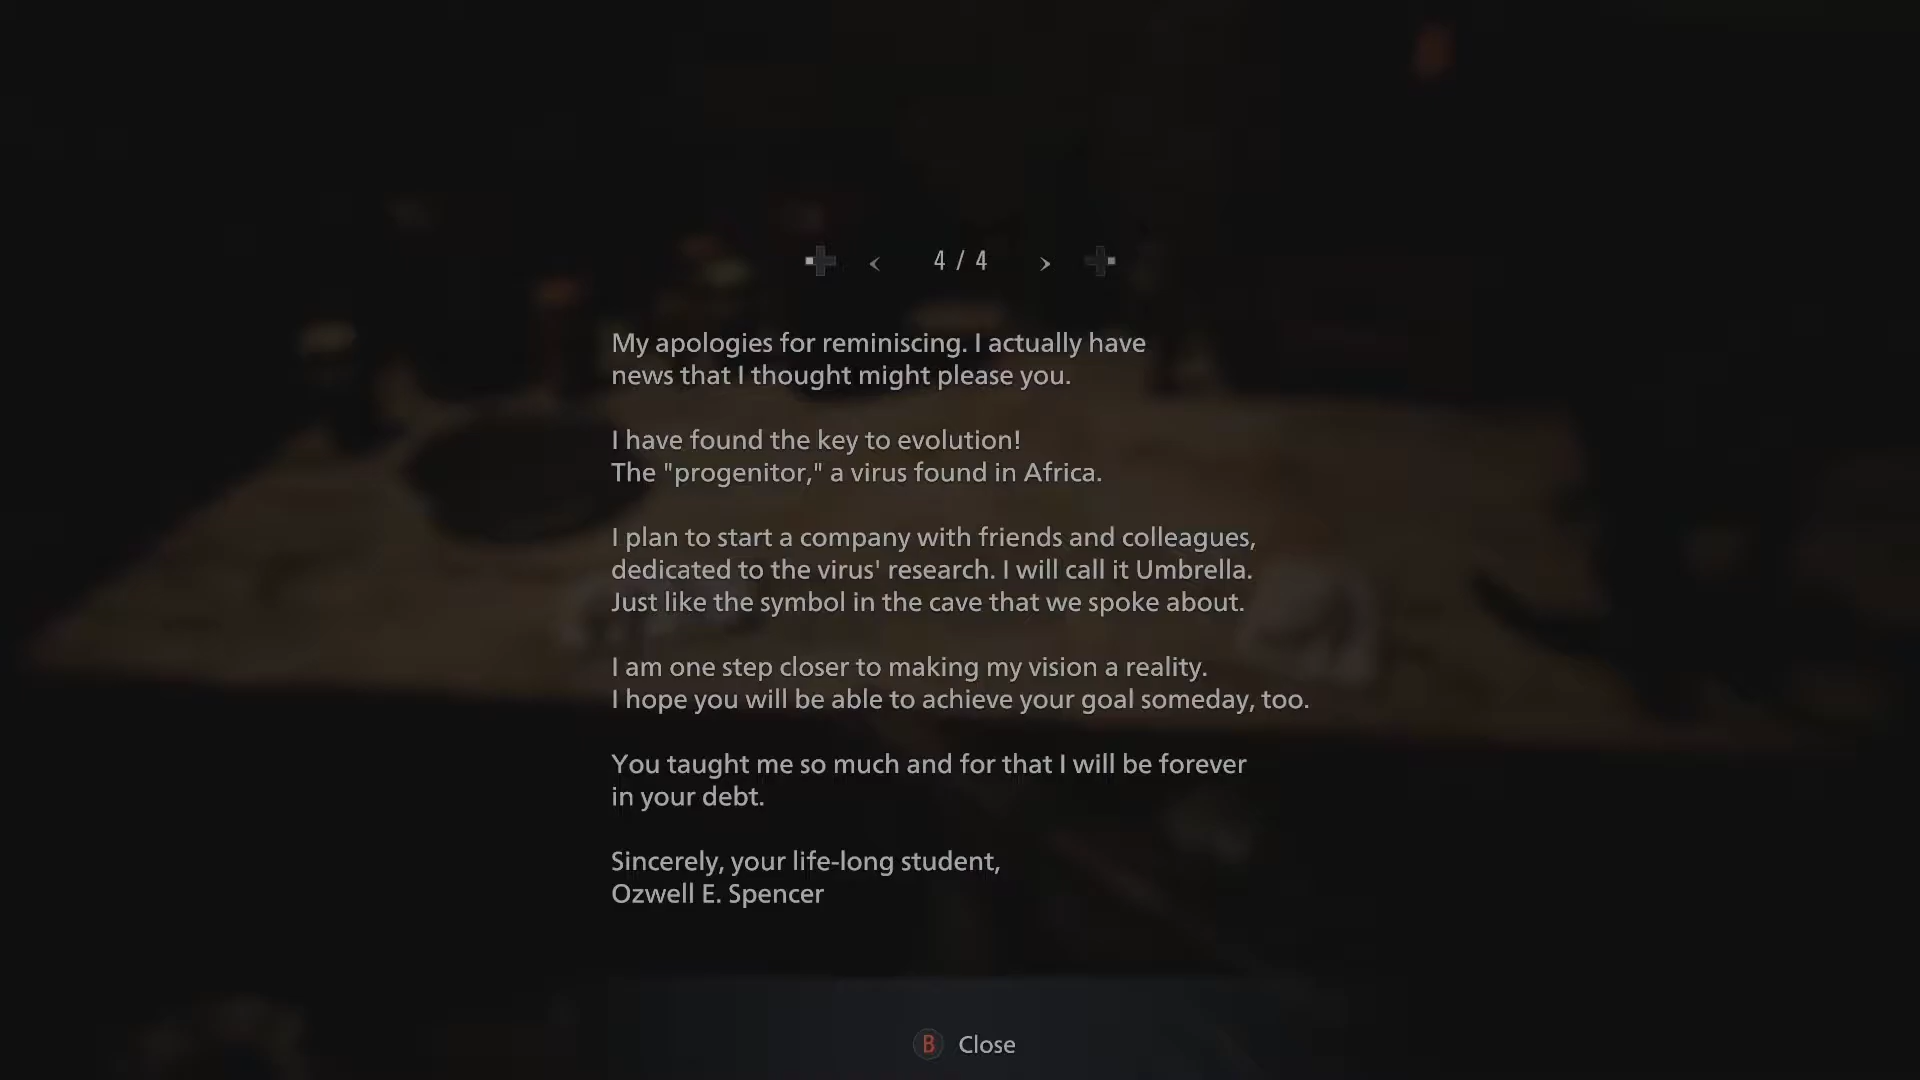 < 4 / 4 >
My apologies for reminiscing. I actually have
news that I thought might please you.
I have found the key to evolution!
The "progenitor," a virus found in Africa.
I plan to start a company with friends and colleagues,
dedicated to the virus' research. I will call it Umbrella.
Just like the symbol in the cave that we spoke about.
I am one step closer to making my vision a reality.
I hope you will be able to achieve your goal someday, too.
You taught me so much and for that I will be forever
in your debt.
Sincerely, your life-long student,
Ozwell E. Spencer
B Close